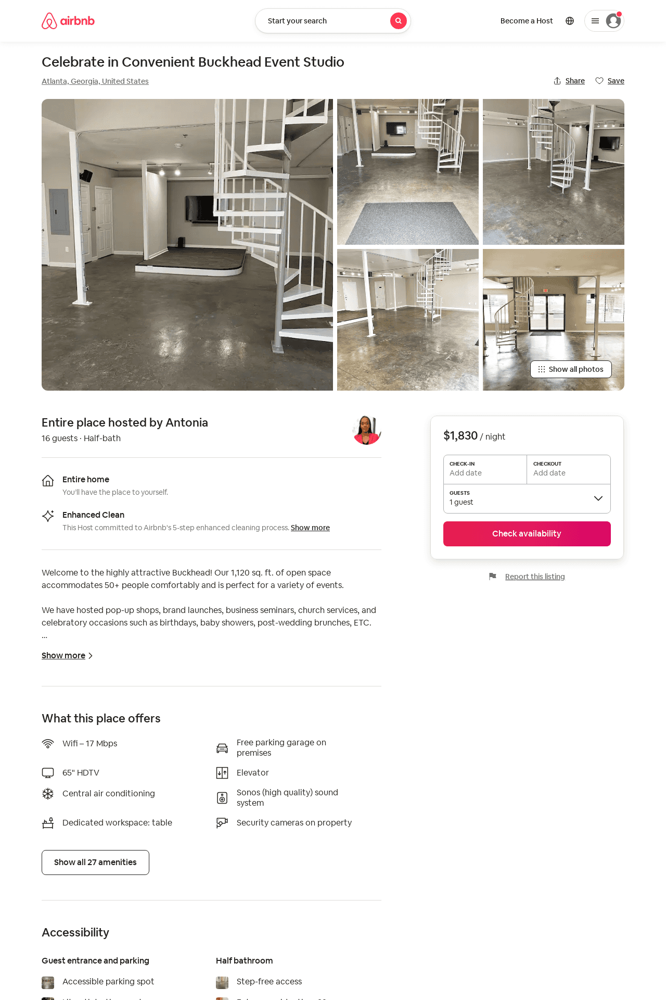 airbnb
Start your search
Become a Host
Celebrate in Convenient Buckhead Event Studio
Atlanta, Georgia, United States
Share
Save
EXIT
Show all photos
Entire place hosted by Antonia
16 guests · Half-bath
$1,830 / night
CHECK-IN
Add date
CHECKOUT
Add date
GUESTS
1 guest
Check availability
Report this listing
Entire home
You’ll have the place to yourself.
Enhanced Clean
This Host committed to Airbnb's 5-step enhanced cleaning process. Show more
Welcome to the highly attractive Buckhead! Our 1,120 sq. ft. of open space
accommodates 50+ people comfortably and is perfect for a variety of events.
We have hosted pop-up shops, brand launches, business seminars, church services, and
celebratory occasions such as birthdays, baby showers, post-wedding brunches, ETC.
...
Show more
What this place offers
Wifi – 17 Mbps
Free parking garage on
premises
65" HDTV
Elevator
Central air conditioning
Sonos (high quality) sound
system
Dedicated workspace: table
Security cameras on property
Show all 27 amenities
Accessibility
Guest entrance and parking
Half bathroom
Accessible parking spot
Step-free access